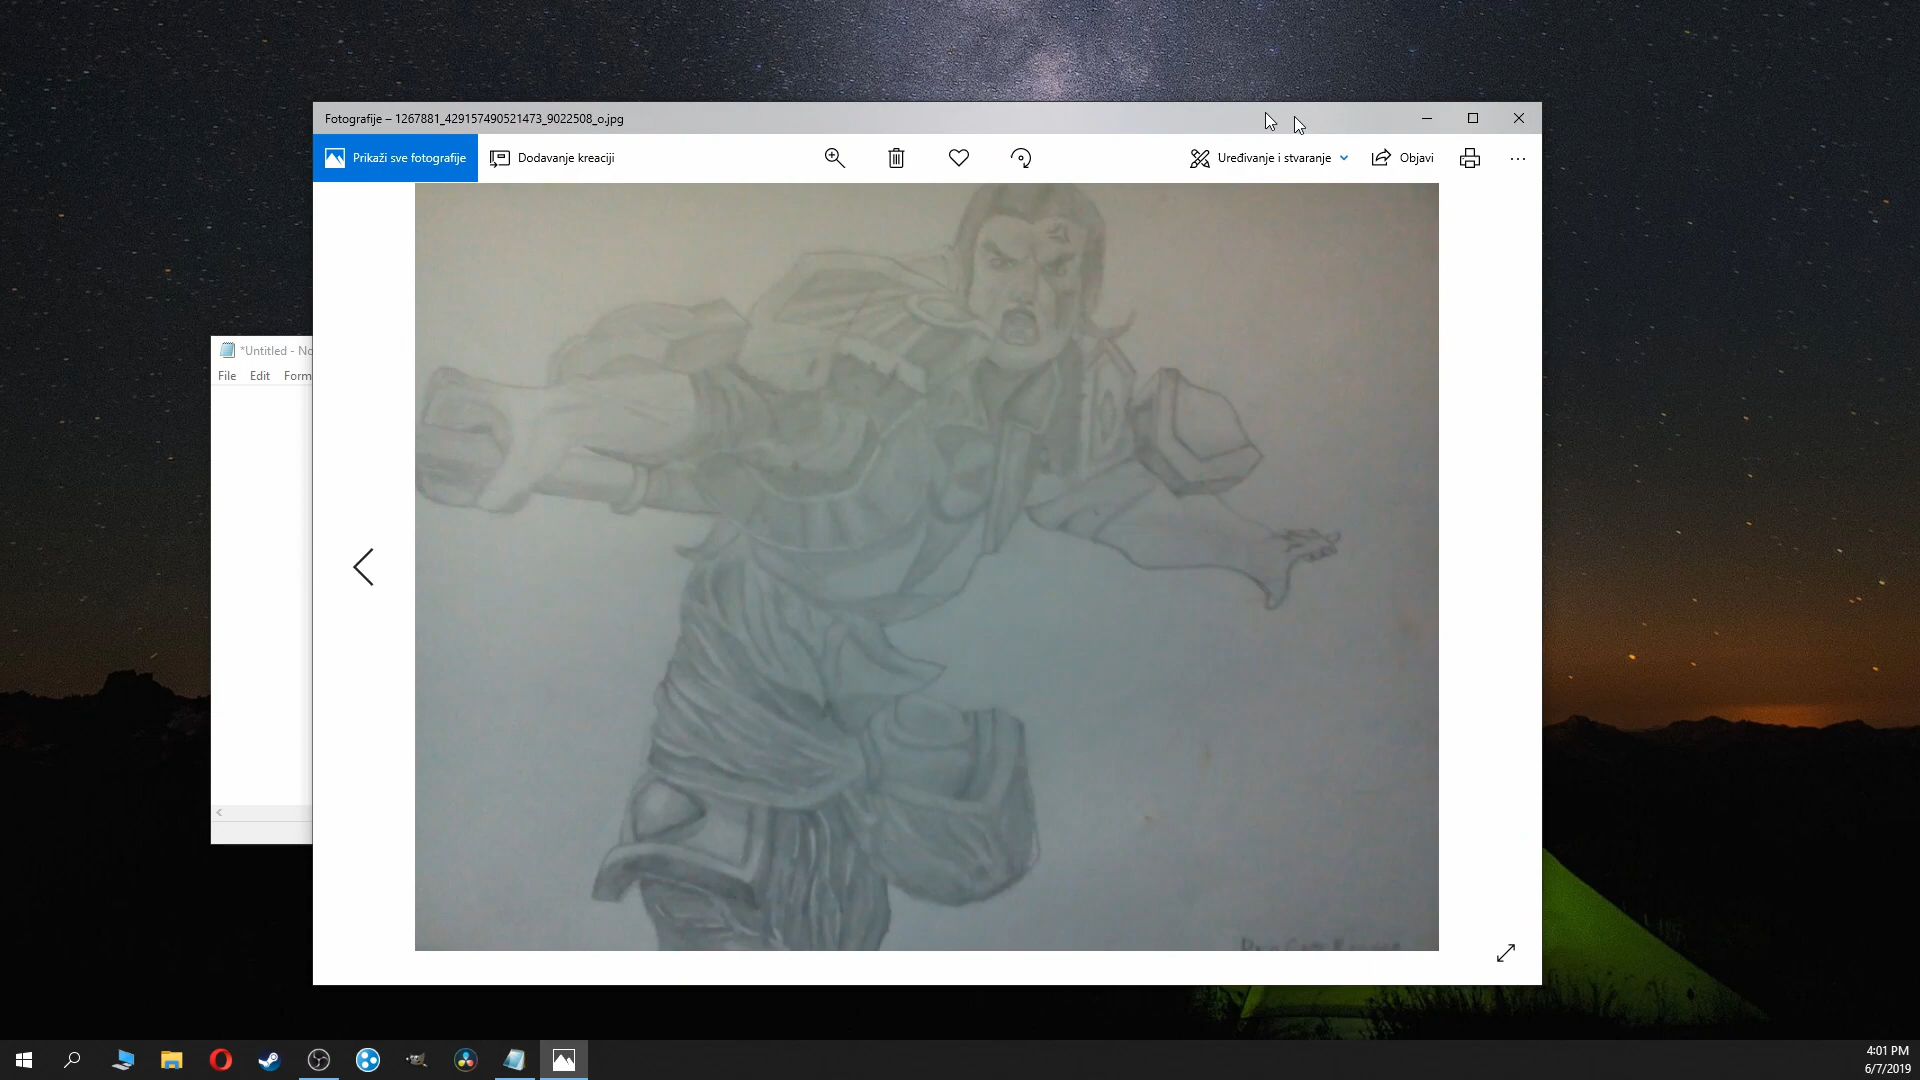 Fotografije – 1267881_429157490521473_9022508_o.jpg
Prikaži sve fotografije
Dodavanje kreaciji
Uređivanje i stvaranje
Objavi
*Untitled - No
File Edit Form
4:01 PM
6/7/2019